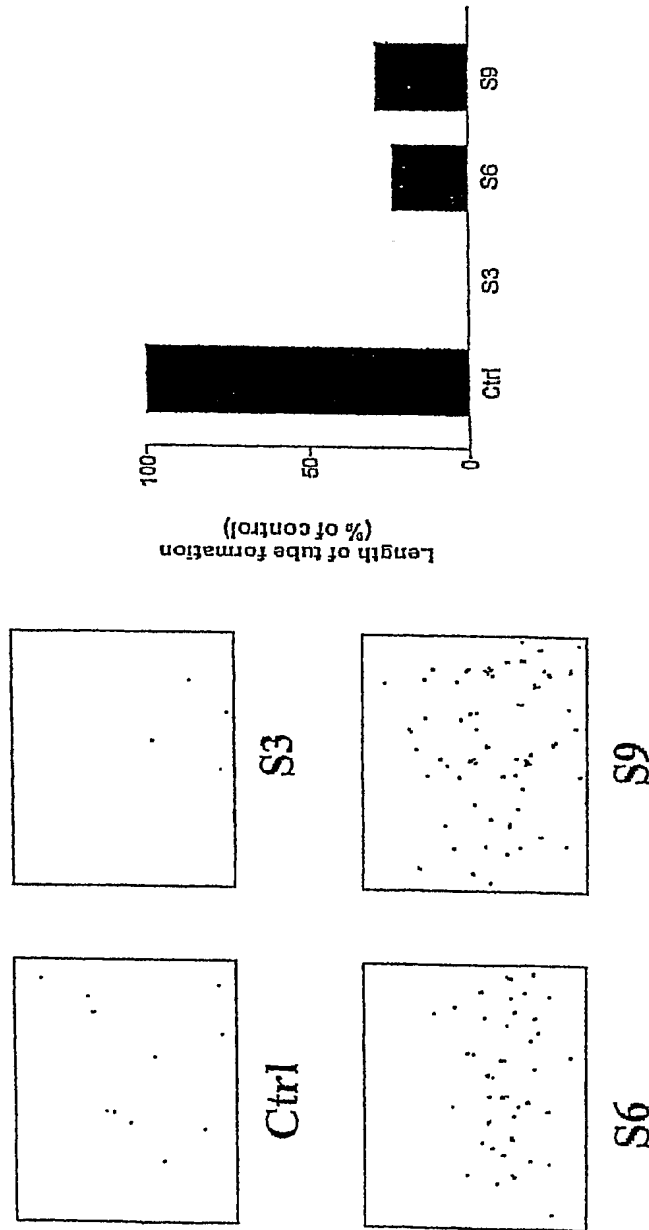 Ctrl
S3
S6
S9
Length of tube formation
(% of control)
100
50
0
Ctrl
S3
S6
S9